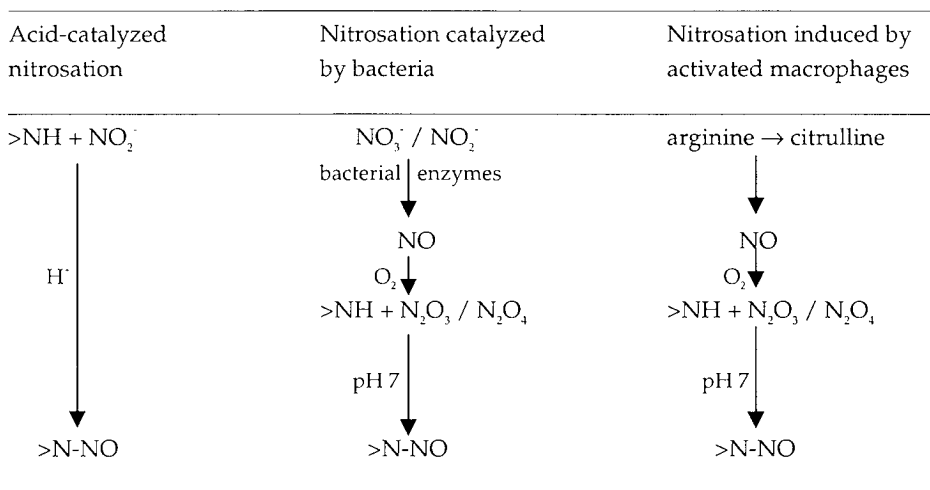 Acid-catalyzed
nitrosation
Nitrosation catalyzed
by bacteria
Nitrosation induced by
activated macrophages
>NH + NO₂⁻
H⁺
>N-NO
NO₃⁻ / NO₂⁻
bacterial enzymes
NO
O₂
>NH + N₂O₃ / N₂O₄
pH 7
>N-NO
arginine → citrulline
NO
O₂
>NH + N₂O₃ / N₂O₄
pH 7
>N-NO